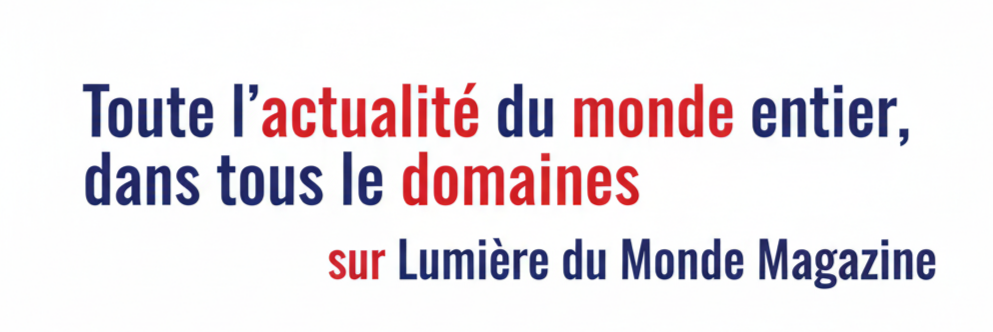 Toute l’actualité du monde entier,
dans tous le domaines
sur Lumière du Monde Magazine